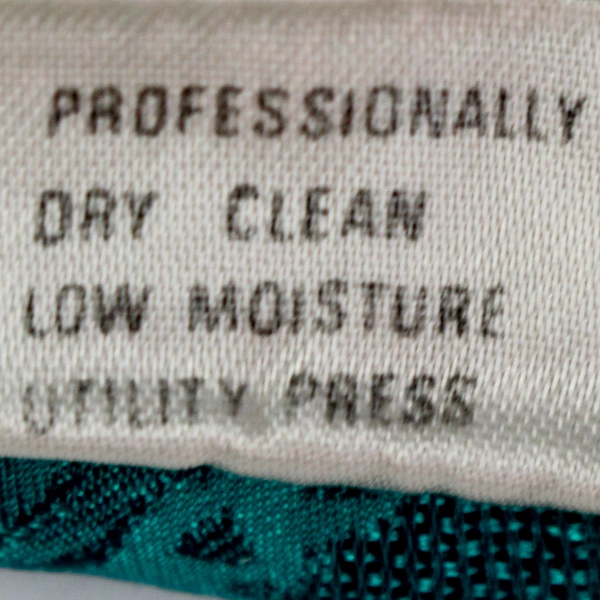 PROFESSIONALLY
DRY CLEAN
LOW MOISTURE
UTILITY PRESS